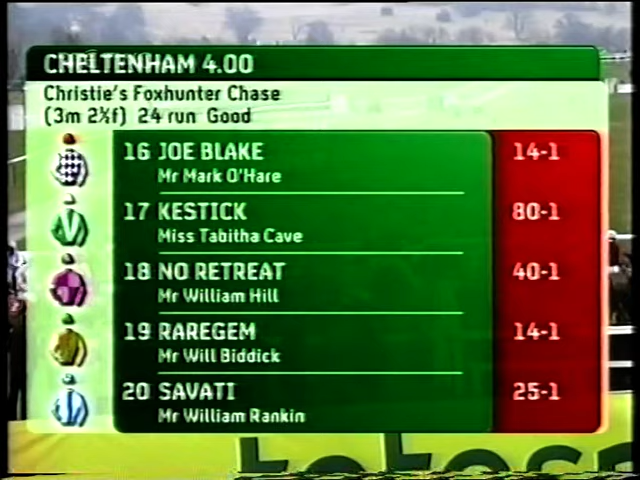 CHELTENHAM 4.00
Christie's Foxhunter Chase
(3m 2½f) 24 run Good
16 JOE BLAKE 14-1
Mr Mark O'Hare
17 KESTICK 80-1
Miss Tabitha Cave
18 NO RETREAT 40-1
Mr William Hill
19 RAREGEM 14-1
Mr Will Biddick
20 SAVATI 25-1
Mr William Rankin